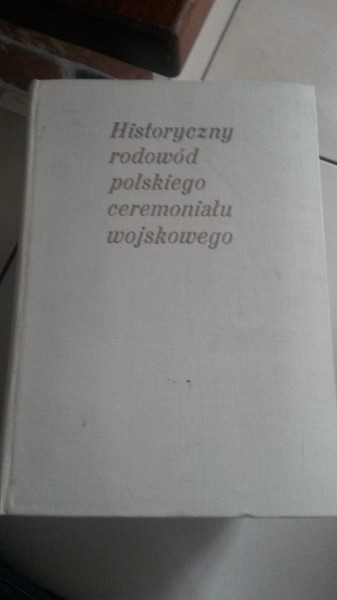 Historyczny
rodowód
polskiego
ceremoniału
wojskowego